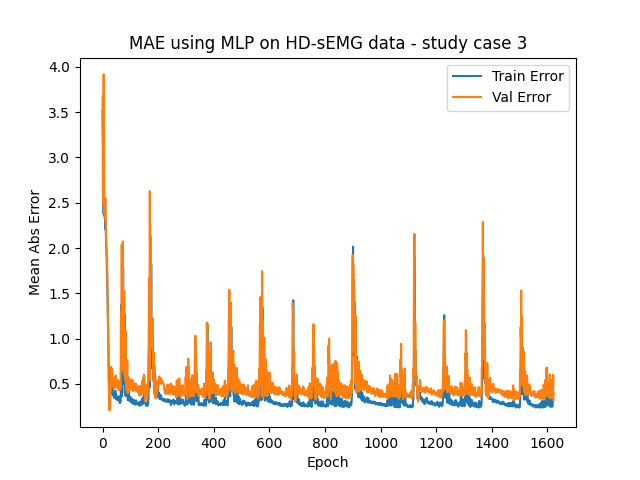 MAE using MLP on HD-sEMG data - study case 3
Train Error
Val Error
Mean Abs Error
4.0
3.5
3.0
2.5
2.0
1.5
1.0
0.5
0 200 400 600 800 1000 1200 1400 1600
Epoch